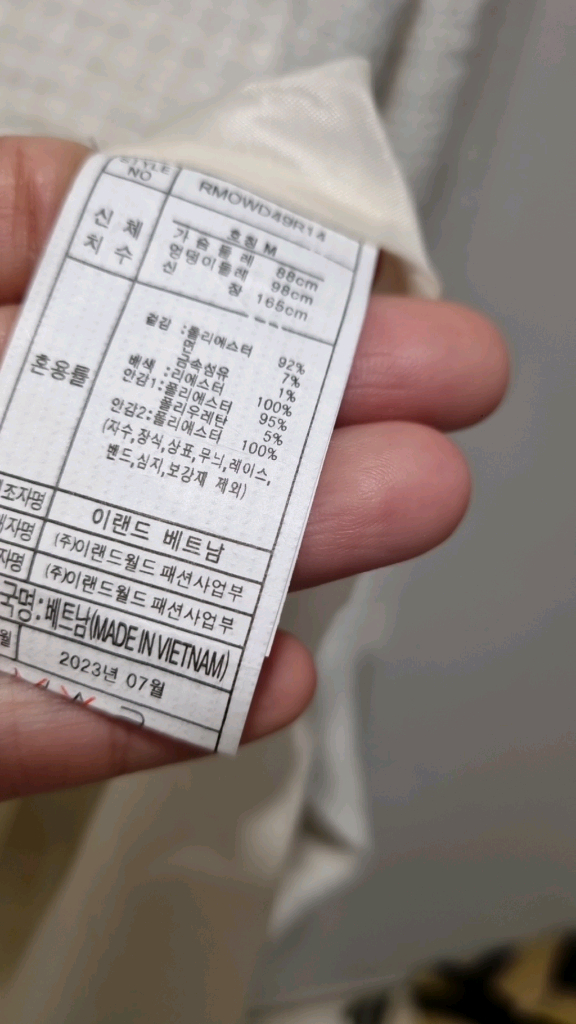 STYLE
NO
RMOWD49R14
신 체
치 수
호칭 M
가 슴 둘 레 88cm
엉덩이둘레 98cm
신 장 165cm
혼용률
겉감 :폴리에스터 92%
면 7%
금속섬유 1%
배색 :폴리에스터 100%
안감1:폴리에스터 95%
폴리우레탄 5%
안감2:폴리에스터 100%
(자수,장식,상표,무늬,레이스,
밴드,심지,보강재 제외)
조자명 이랜드 베트남
자명 (주)이랜드월드 패션사업부
자명 (주)이랜드월드 패션사업부
국명:베트남(MADE IN VIETNAM)
월 2023년 07월